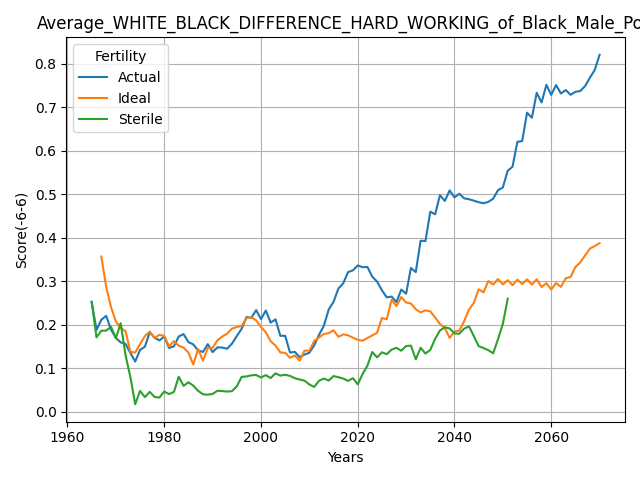 Average_WHITE_BLACK_DIFFERENCE_HARD_WORKING_of_Black_Male_Po
Fertility
Actual
Ideal
Sterile
Score(-6-6)
0.8
0.7
0.6
0.5
0.4
0.3
0.2
0.1
0.0
1960 1980 2000 2020 2040 2060
Years